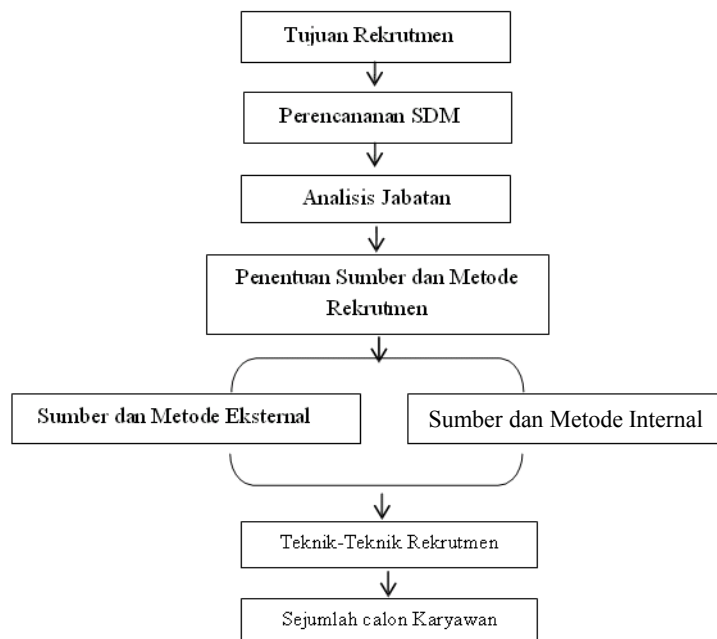 Tujuan Rekrutmen
Perencananan SDM
Analisis Jabatan
Penentuan Sumber dan Metode
Rekrutmen
Sumber dan Metode Eksternal
Sumber dan Metode Internal
Teknik-Teknik Rekrutmen
Sejumlah calon Karyawan